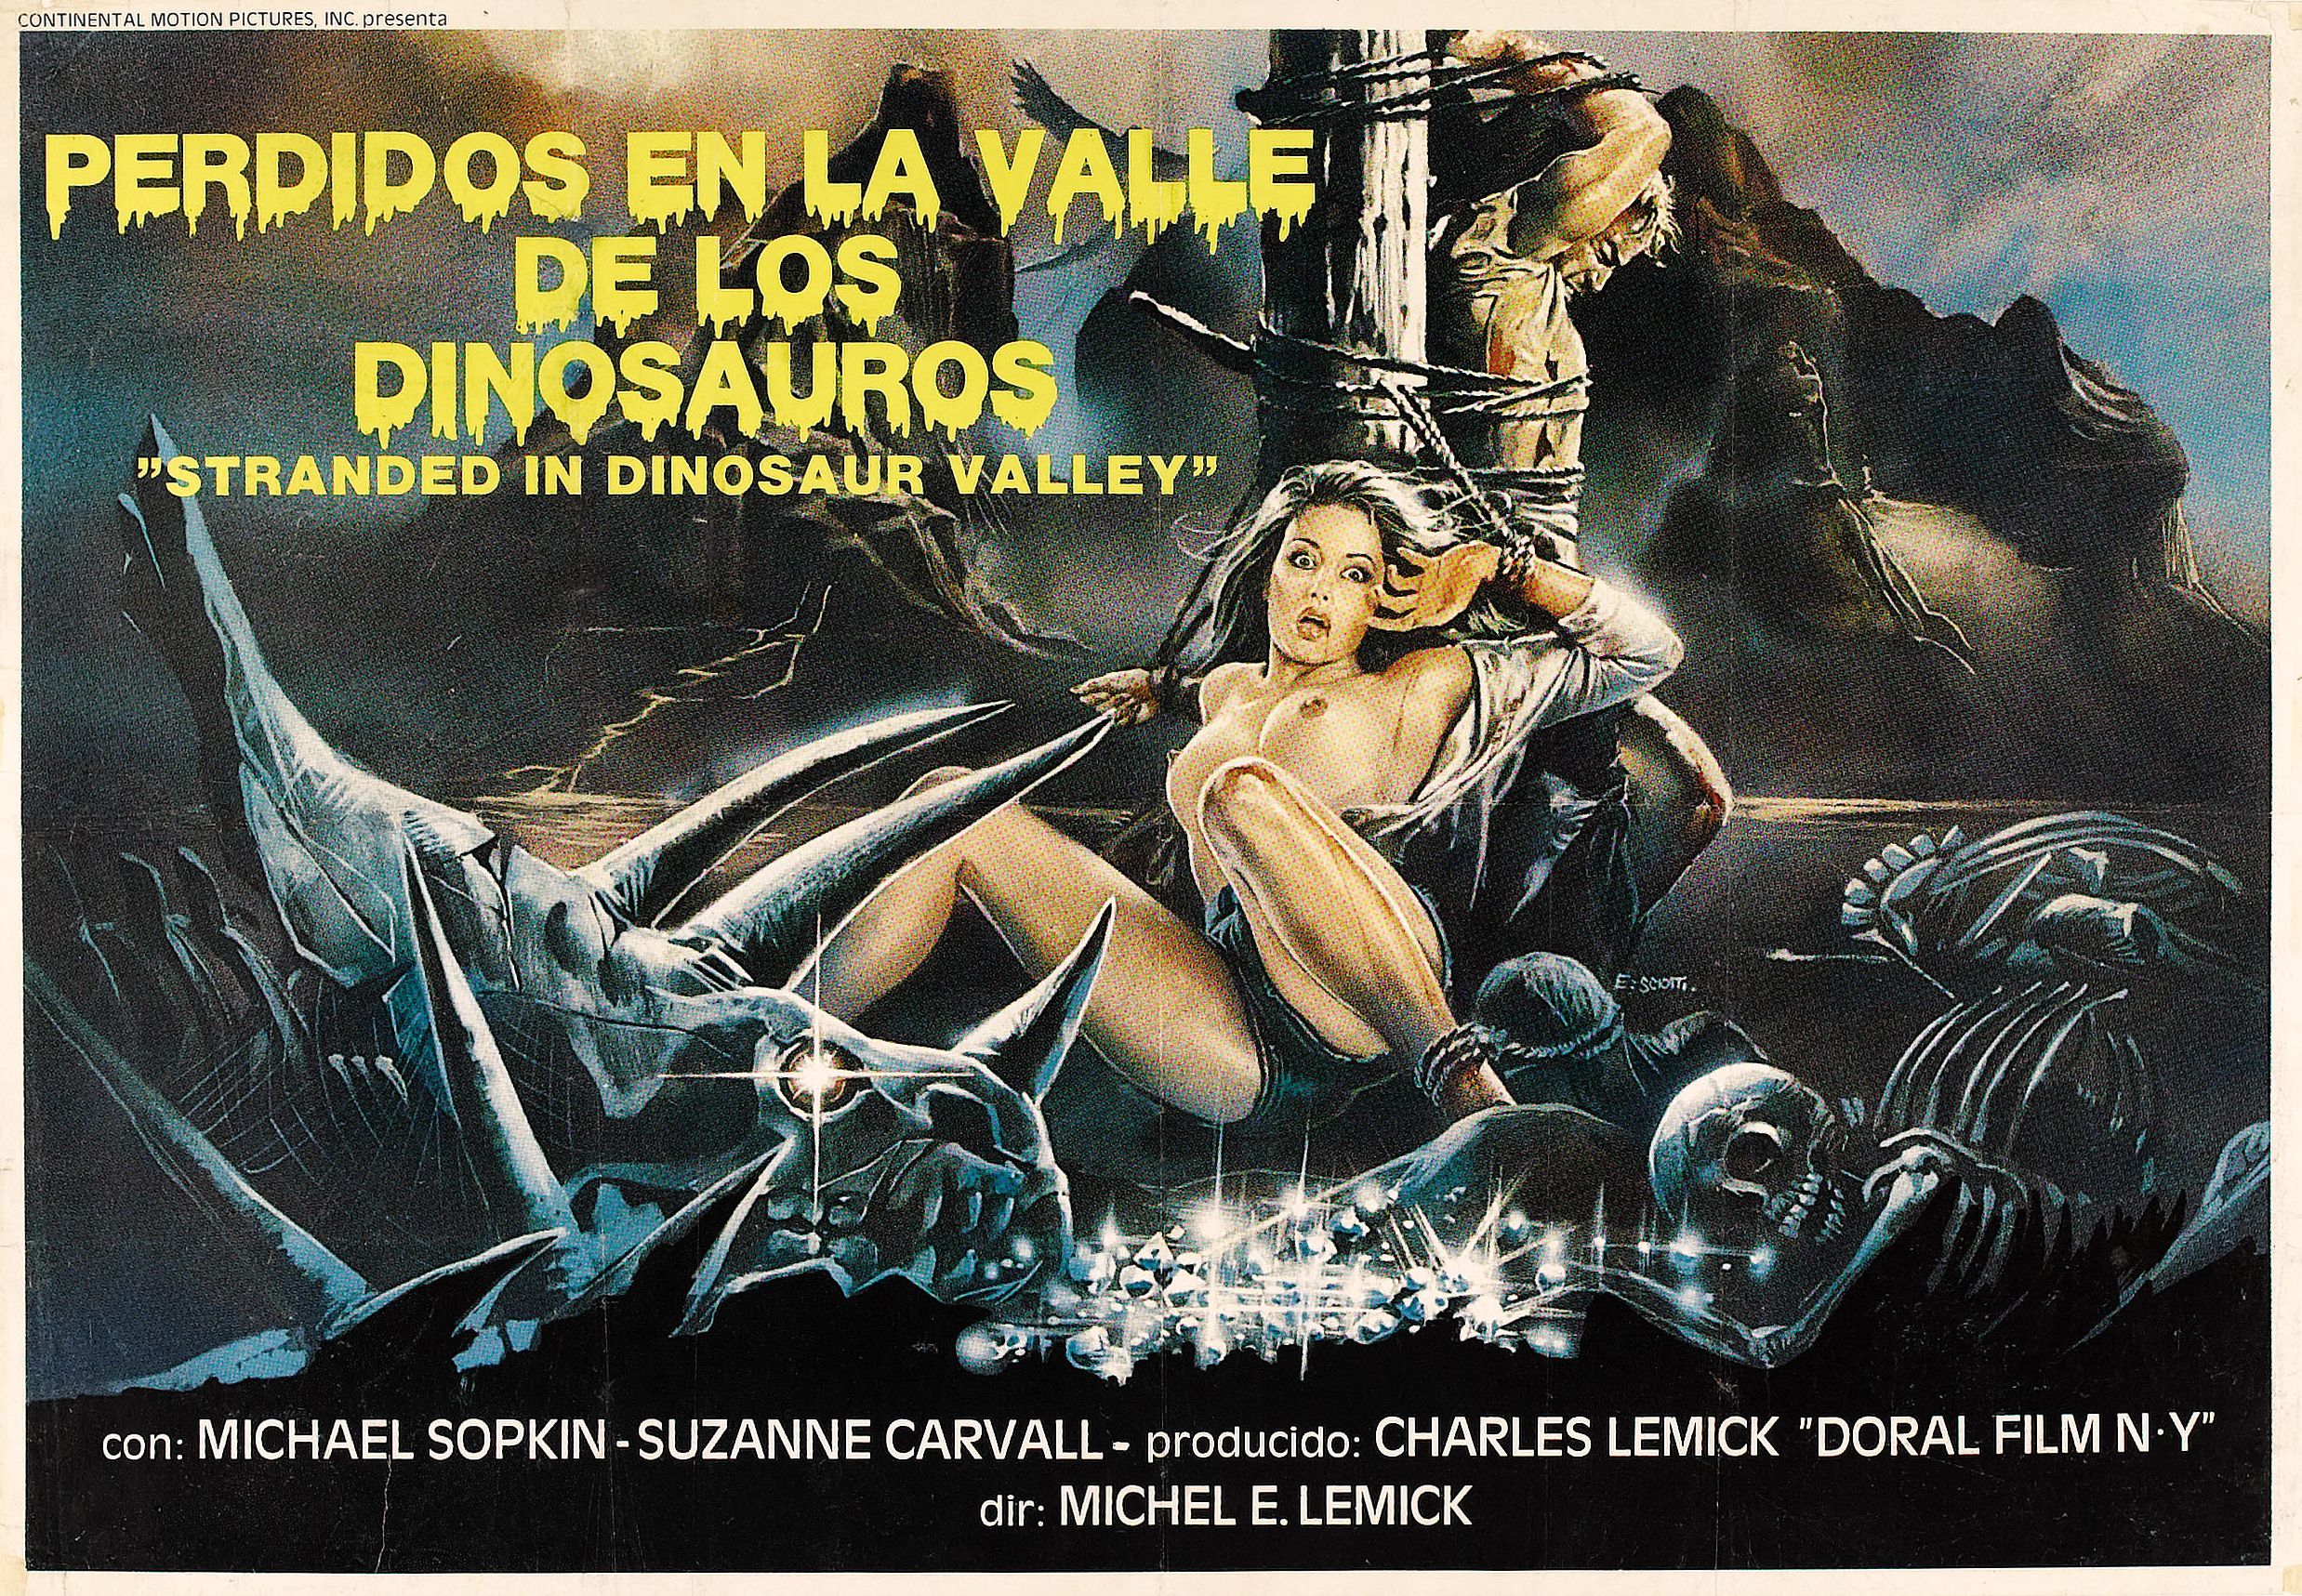 CONTINENTAL MOTION PICTURES, INC. presenta
PERDIDOS EN LA VALLE
DE LOS
DINOSAUROS
”STRANDED IN DINOSAUR VALLEY”
E. SCIOTTI.
con: MICHAEL SOPKIN - SUZANNE CARVALL - producido: CHARLES LEMICK ”DORAL FILM N·Y”
dir: MICHEL E. LEMICK